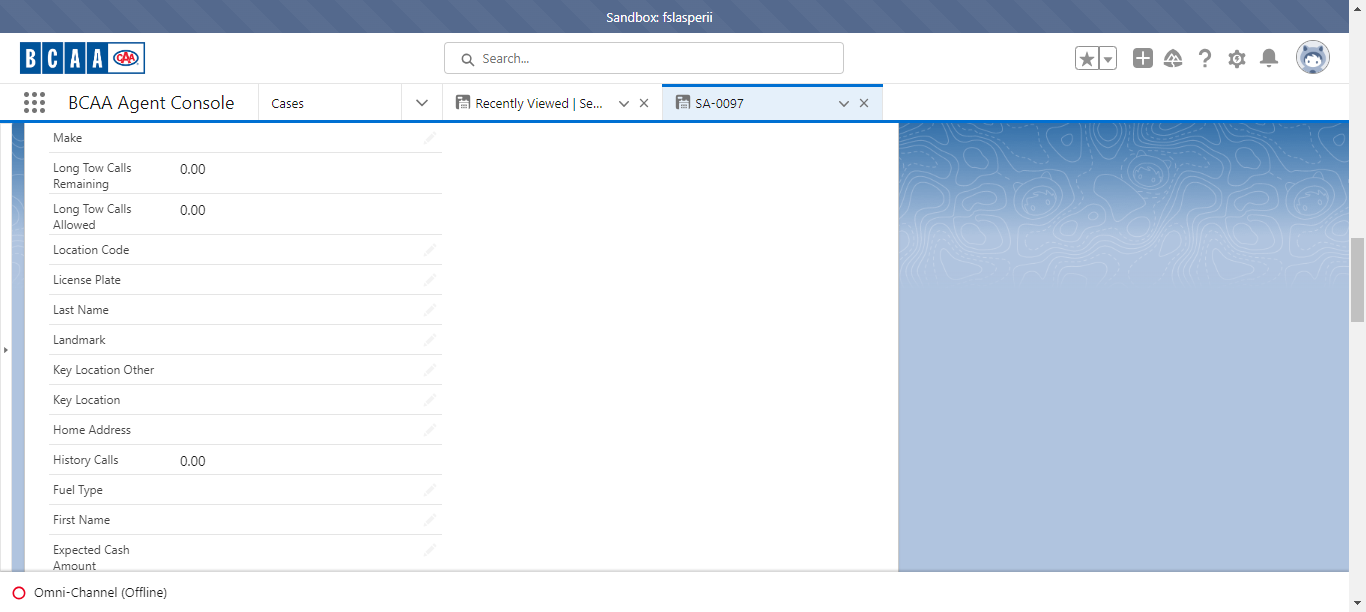 Sandbox: fslasperii
BCAA CAA
Search...
BCAA Agent Console
Cases
Recently Viewed | Se...
SA-0097
Make
Long Tow Calls
Remaining
0.00
Long Tow Calls
Allowed
0.00
Location Code
License Plate
Last Name
Landmark
Key Location Other
Key Location
Home Address
History Calls
0.00
Fuel Type
First Name
Expected Cash
Amount
Omni-Channel (Offline)